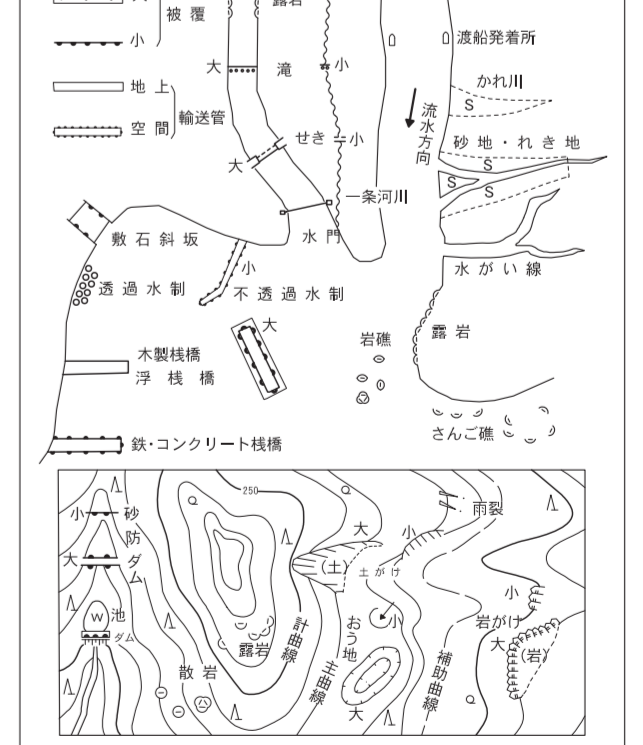 被覆
小
地上
輸送管
空間
露岩
大
滝
小
せき
小
大
一条河川
水門
渡船発着所
かれ川
S
流水方向
砂地・れき地
S
S
S
水がい線
敷石斜坂
透過水制
小
不透過水制
大
木製桟橋
浮桟橋
鉄・コンクリート桟橋
岩礁
露岩
さんご礁
250
小
砂防ダム
大
W
池
ダム
散岩
露岩
計曲線
主曲線
大
(土)
土がけ
小
雨裂
おう地
小
大
補助曲線
小
岩がけ
大
(岩)